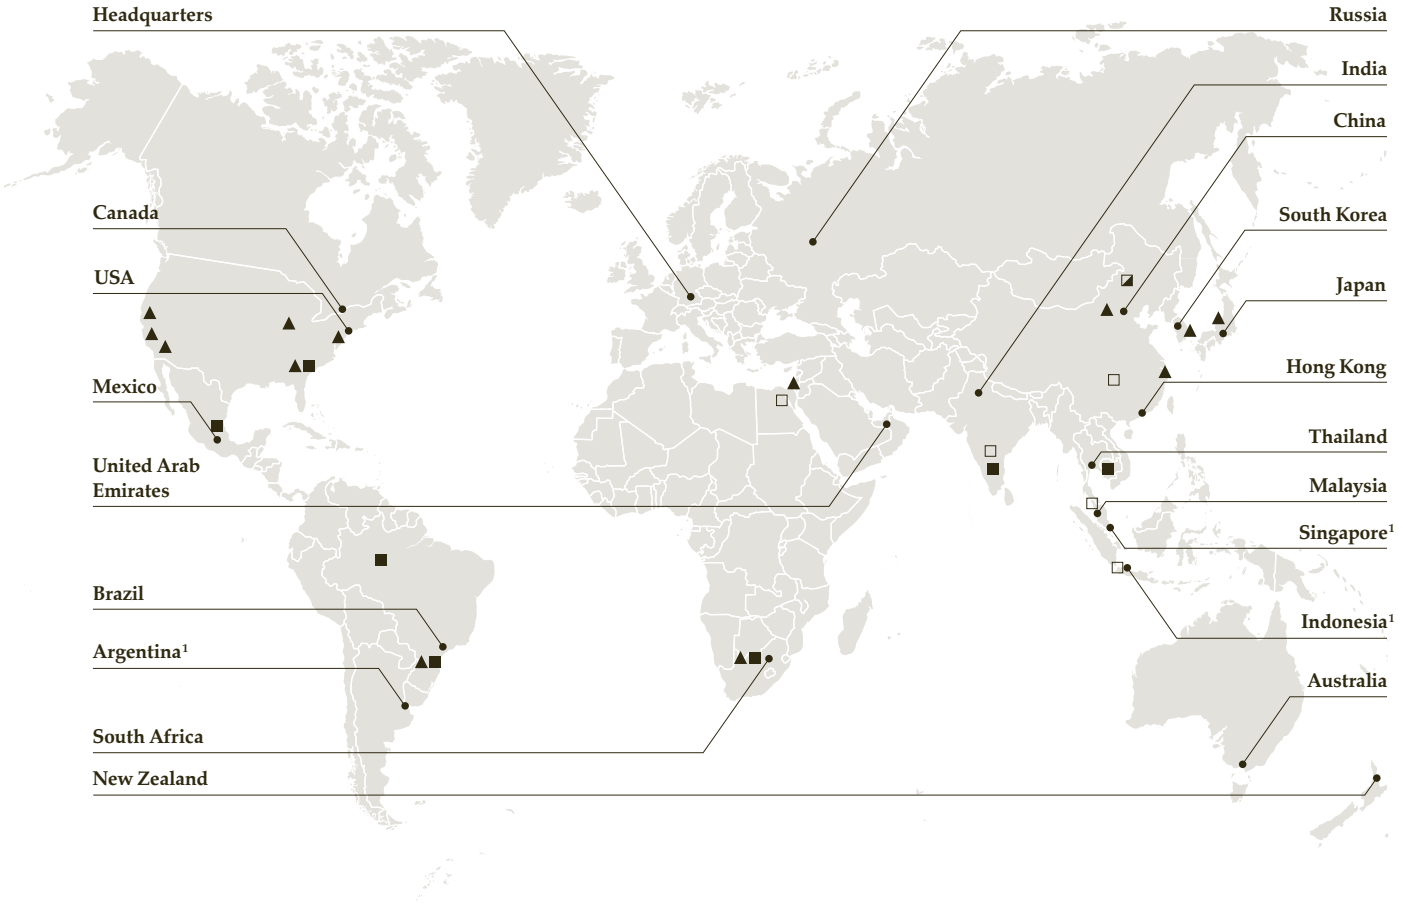 Headquarters
Russia
India
China
Canada
South Korea
USA
Japan
Hong Kong
Mexico
Thailand
United Arab
Emirates
Malaysia
Singapore¹
Brazil
Indonesia¹
Argentina¹
Australia
South Africa
New Zealand